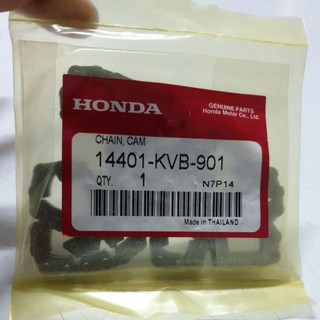 HONDA
GENUINE PARTS
Honda Motor Co., Ltd.
CHAIN, CAM
14401-KVB-901
QTY. 1 N7P14
Made in THAILAND